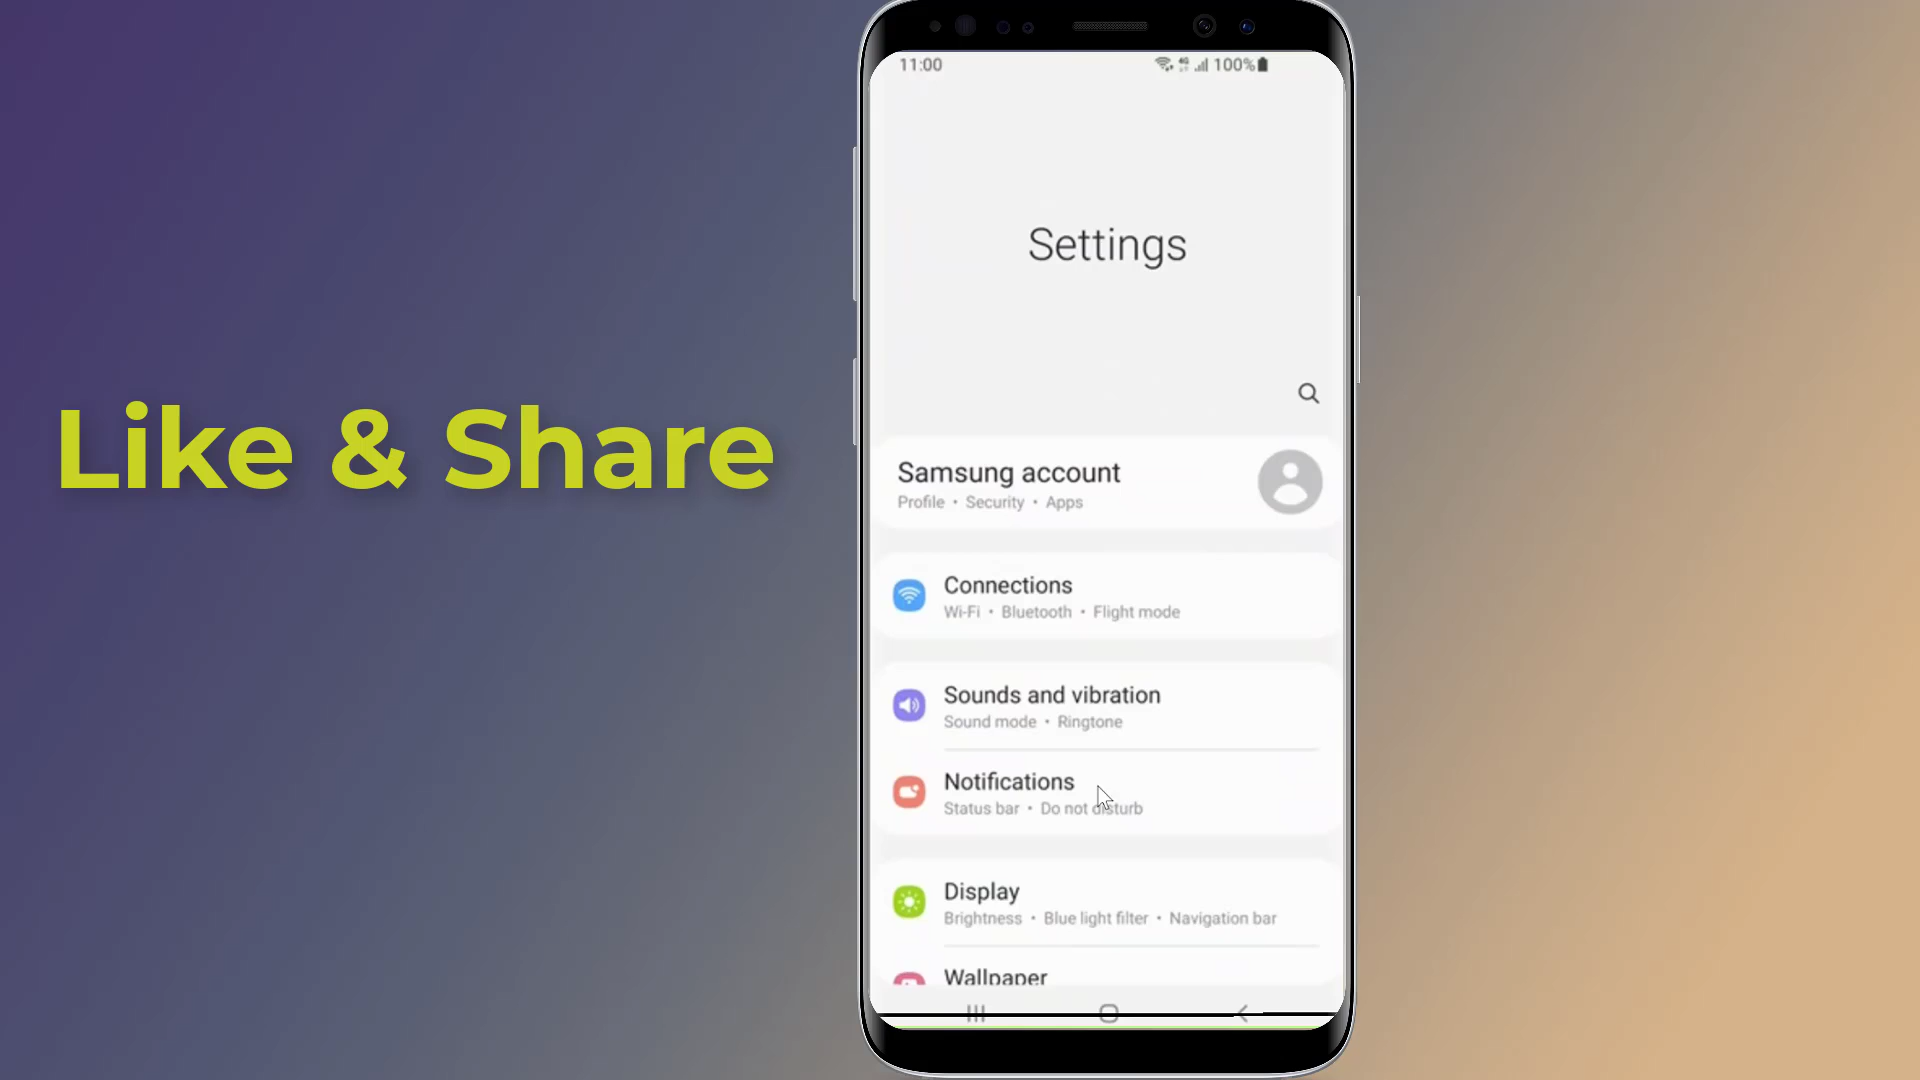 11:00
4G
100%
Settings
Like & Share
Samsung account
Profile • Security • Apps
Connections
Wi-Fi • Bluetooth • Flight mode
Sounds and vibration
Sound mode • Ringtone
Notifications
Status bar • Do not disturb
Display
Brightness • Blue light filter • Navigation bar
Wallpaper